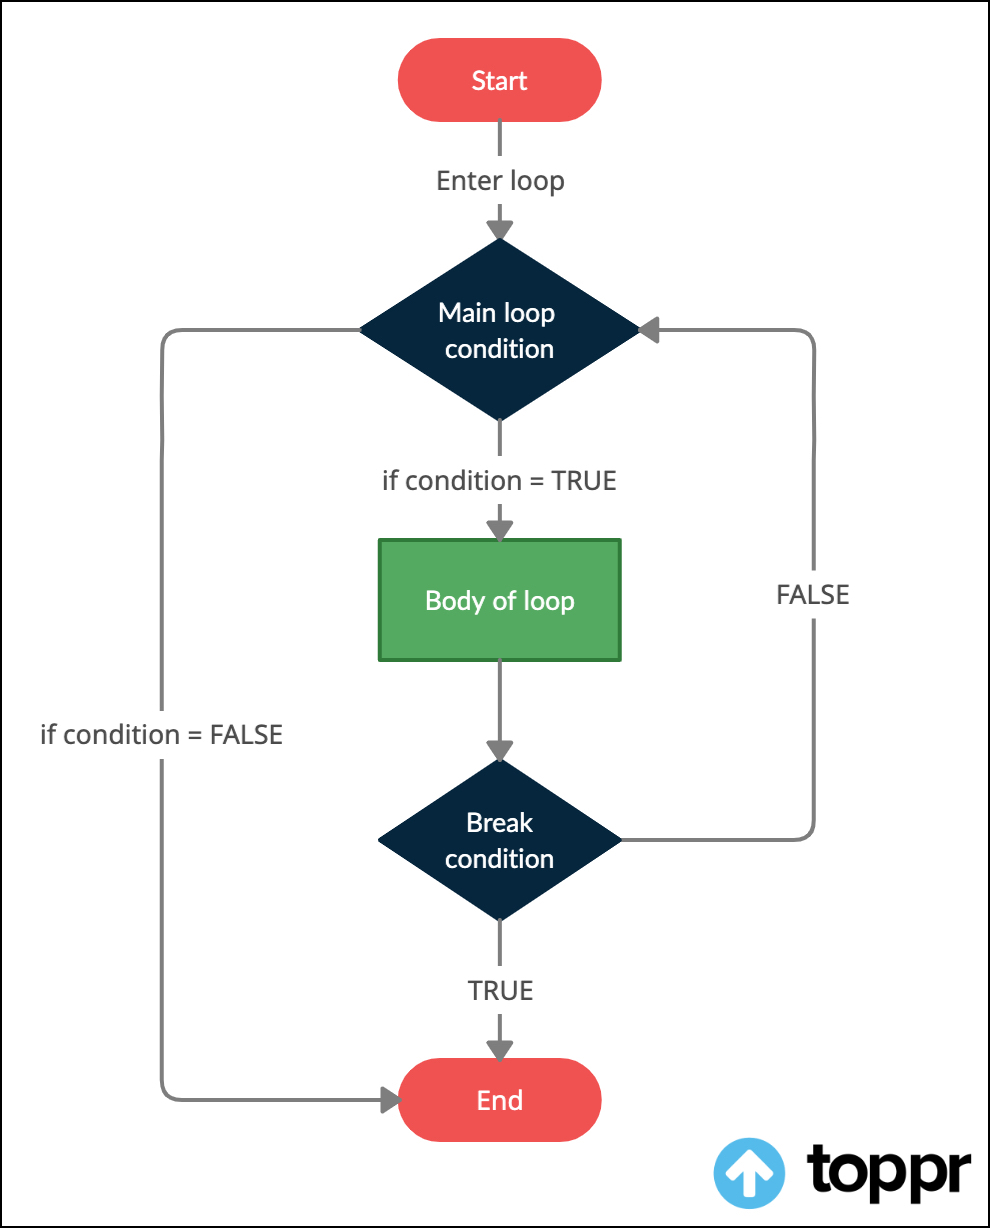 Start
Enter loop
Main loop
condition
if condition = TRUE
Body of loop
FALSE
if condition = FALSE
Break
condition
TRUE
End
toppr